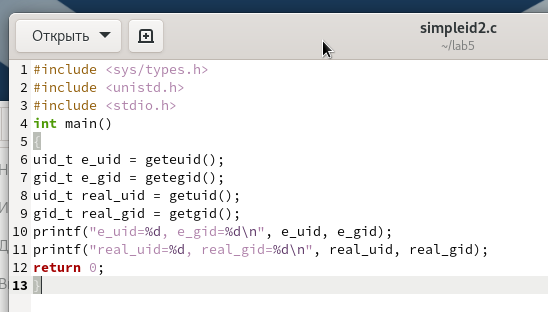 Открыть
simpleid2.c
~/lab5
1 #include <sys/types.h>
2 #include <unistd.h>
3 #include <stdio.h>
4 int main()
5 {
6 uid_t e_uid = geteuid();
7 gid_t e_gid = getegid();
8 uid_t real_uid = getuid();
9 gid_t real_gid = getgid();
10 printf("e_uid=%d, e_gid=%d\n", e_uid, e_gid);
11 printf("real_uid=%d, real_gid=%d\n", real_uid, real_gid);
12 return 0;
13 }